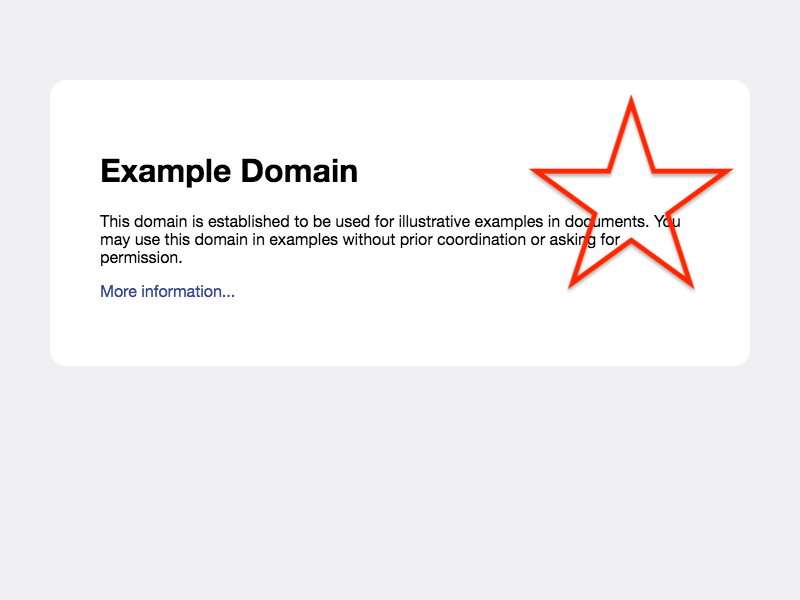 Example Domain
This domain is established to be used for illustrative examples in documents. You
may use this domain in examples without prior coordination or asking for
permission.
More information...